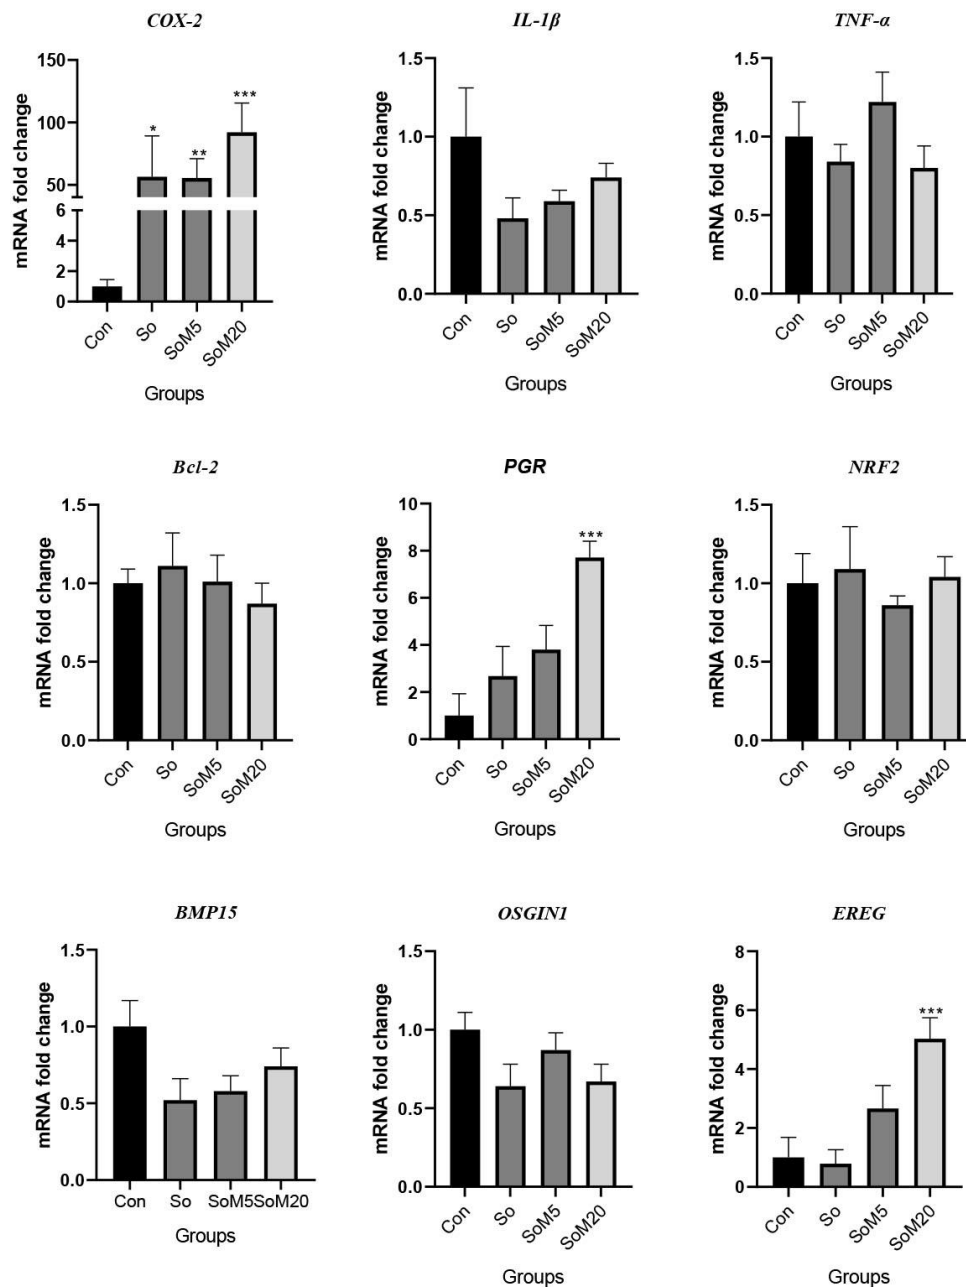 COX-2
mRNA fold change
150
100
50
6
4
2
0
*
**
***
Con
So
SoM5
SoM20
Groups
IL-1β
mRNA fold change
1.5
1.0
0.5
0.0
Con
So
SoM5
SoM20
Groups
TNF-α
mRNA fold change
1.5
1.0
0.5
0.0
Con
So
SoM5
SoM20
Groups
Bcl-2
mRNA fold change
1.5
1.0
0.5
0.0
Con
So
SoM5
SoM20
Groups
PGR
mRNA fold change
10
8
6
4
2
0
***
Con
So
SoM5
SoM20
Groups
NRF2
mRNA fold change
1.5
1.0
0.5
0.0
Con
So
SoM5
SoM20
Groups
BMP15
mRNA fold change
1.5
1.0
0.5
0.0
Con
So
SoM5
SoM20
Groups
OSGIN1
mRNA fold change
1.5
1.0
0.5
0.0
Con
So
SoM5
SoM20
Groups
EREG
mRNA fold change
8
6
4
2
0
***
Con
So
SoM5
SoM20
Groups